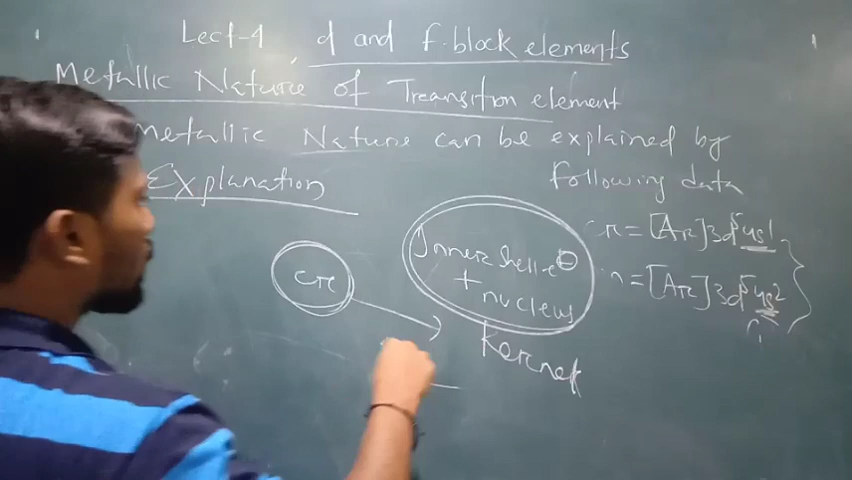 Lect-4 d and f-block elements
Metallic Nature of Transition element
Metallic Nature can be explained by
following data
Explanation
Cr = [Ar]3d⁵4s¹
= [Ar]3d⁵4s²
Cr
Inner shell e⊖
+ nucleus
Kernel